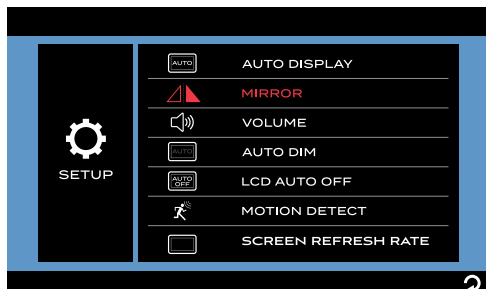 SETUP
AUTO
AUTO DISPLAY
MIRROR
VOLUME
AUTO
AUTO DIM
AUTO
OFF
LCD AUTO OFF
MOTION DETECT
SCREEN REFRESH RATE